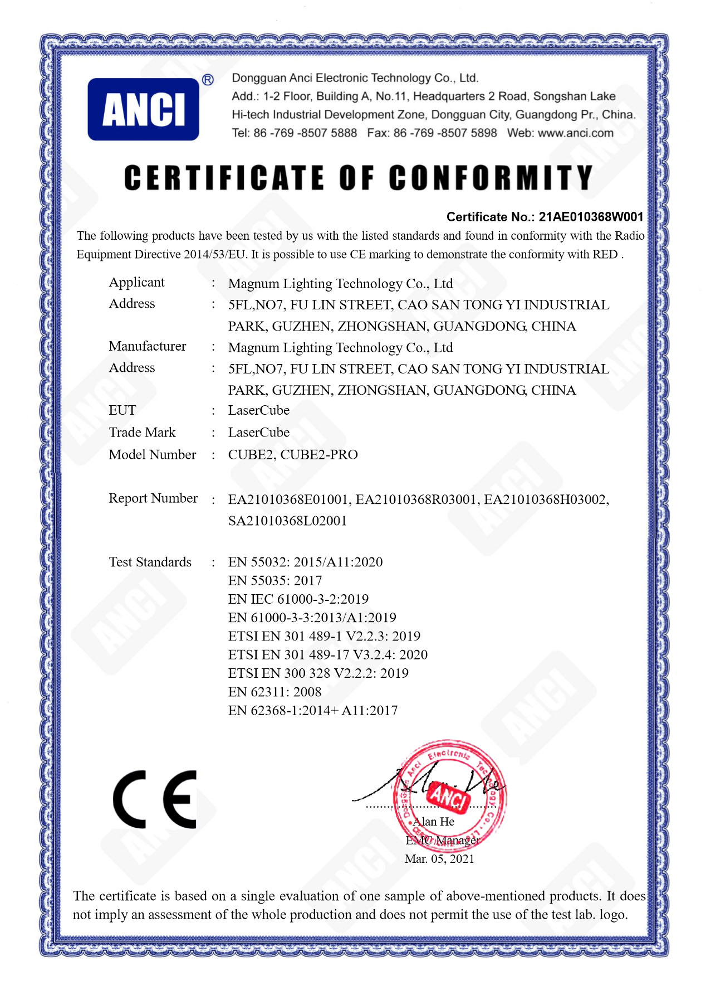 ANCI ®
Dongguan Anci Electronic Technology Co., Ltd.
Add.: 1-2 Floor, Building A, No.11, Headquarters 2 Road, Songshan Lake
Hi-tech Industrial Development Zone, Dongguan City, Guangdong Pr., China.
Tel: 86 -769 -8507 5888 Fax: 86 -769 -8507 5898 Web: www.anci.com
CERTIFICATE OF CONFORMITY
Certificate No.: 21AE010368W001
The following products have been tested by us with the listed standards and found in conformity with the Radio
Equipment Directive 2014/53/EU. It is possible to use CE marking to demonstrate the conformity with RED .
Applicant : Magnum Lighting Technology Co., Ltd
Address : 5FL,NO7, FU LIN STREET, CAO SAN TONG YI INDUSTRIAL
PARK, GUZHEN, ZHONGSHAN, GUANGDONG, CHINA
Manufacturer : Magnum Lighting Technology Co., Ltd
Address : 5FL,NO7, FU LIN STREET, CAO SAN TONG YI INDUSTRIAL
PARK, GUZHEN, ZHONGSHAN, GUANGDONG, CHINA
EUT : LaserCube
Trade Mark : LaserCube
Model Number : CUBE2, CUBE2-PRO
Report Number : EA21010368E01001, EA21010368R03001, EA21010368H03002,
SA21010368L02001
Test Standards : EN 55032: 2015/A11:2020
EN 55035: 2017
EN IEC 61000-3-2:2019
EN 61000-3-3:2013/A1:2019
ETSI EN 301 489-1 V2.2.3: 2019
ETSI EN 301 489-17 V3.2.4: 2020
ETSI EN 300 328 V2.2.2: 2019
EN 62311: 2008
EN 62368-1:2014+ A11:2017
CE
Dongguan Anci Electronic Technology Co., Ltd
ANCI
CERTIFICATE
Alan He
Alan He
EMC Manager
Mar. 05, 2021
The certificate is based on a single evaluation of one sample of above-mentioned products. It does
not imply an assessment of the whole production and does not permit the use of the test lab. logo.